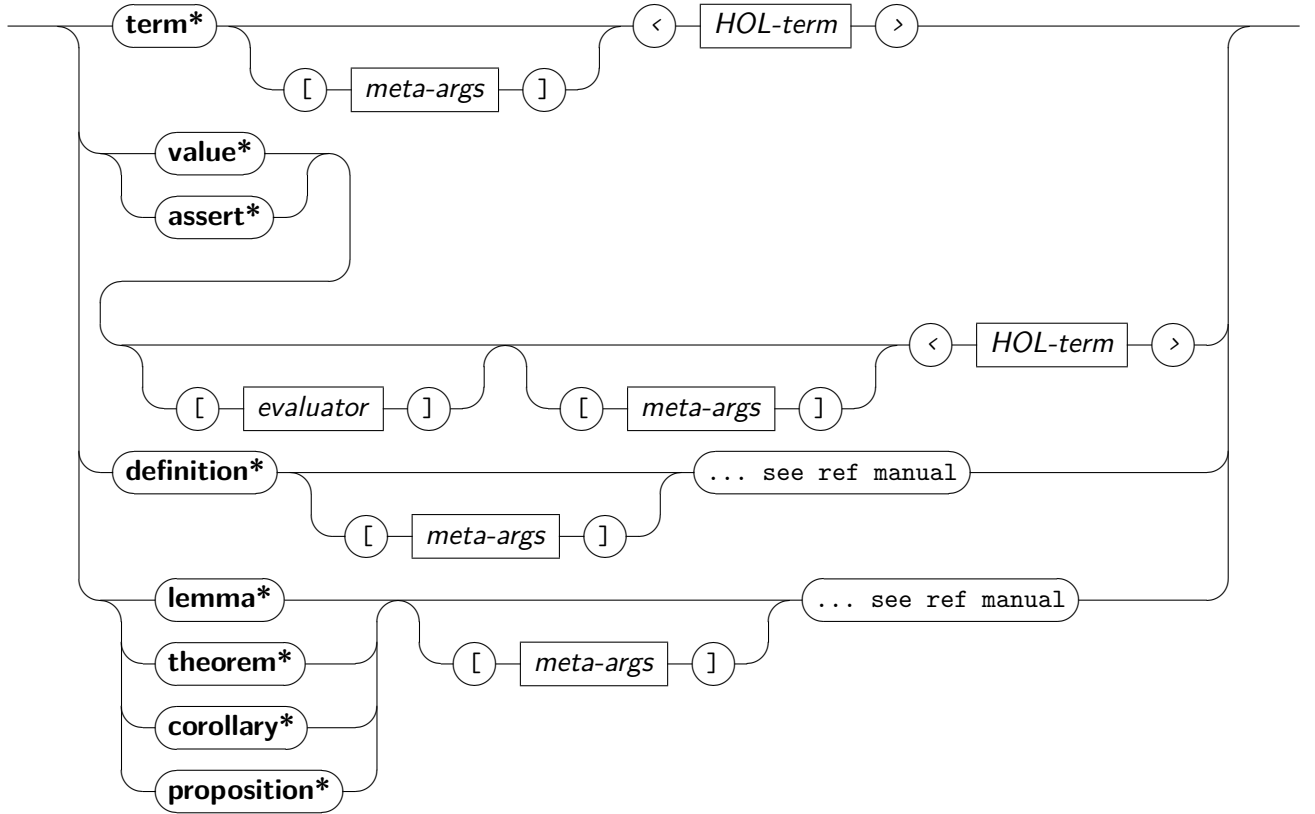 term* < HOL-term >
[ meta-args ]
value*
assert*
< HOL-term >
[ evaluator ] [ meta-args ]
definition* ... see ref manual
[ meta-args ]
lemma* ... see ref manual
theorem* [ meta-args ]
corollary*
proposition*